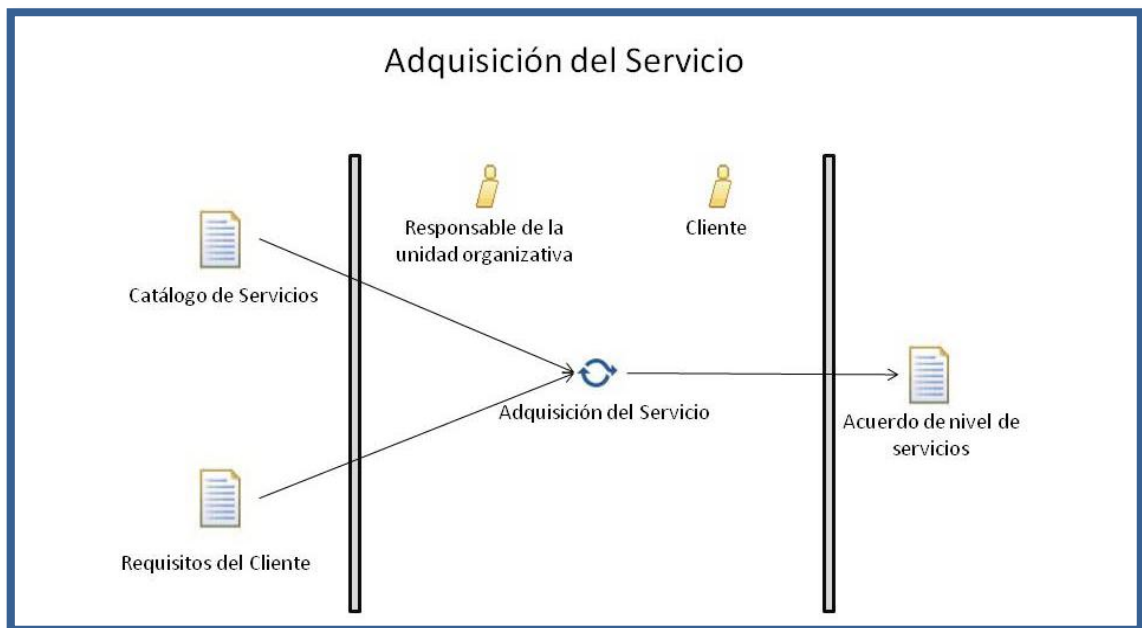 Adquisición del Servicio
Responsable de la
unidad organizativa
Cliente
Catálogo de Servicios
Adquisición del Servicio
Acuerdo de nivel de
servicios
Requisitos del Cliente